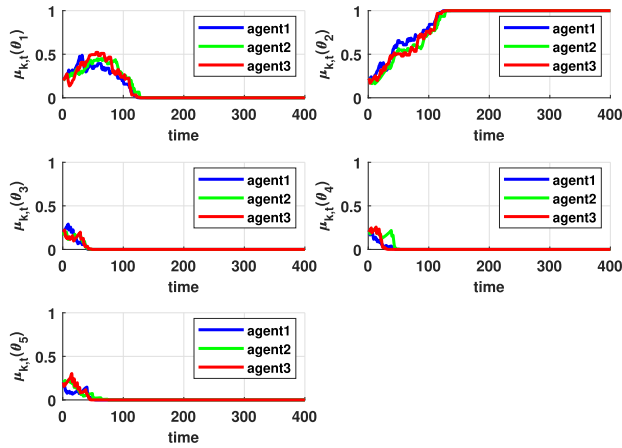 μk,t(θ1)
1
0.5
0
agent1
agent2
agent3
0 100 200 300 400
time
μk,t(θ2)
1
0.5
0
agent1
agent2
agent3
0 100 200 300 400
time
μk,t(θ3)
1
0.5
0
agent1
agent2
agent3
0 100 200 300 400
time
μk,t(θ4)
1
0.5
0
agent1
agent2
agent3
0 100 200 300 400
time
μk,t(θ5)
1
0.5
0
agent1
agent2
agent3
0 100 200 300 400
time